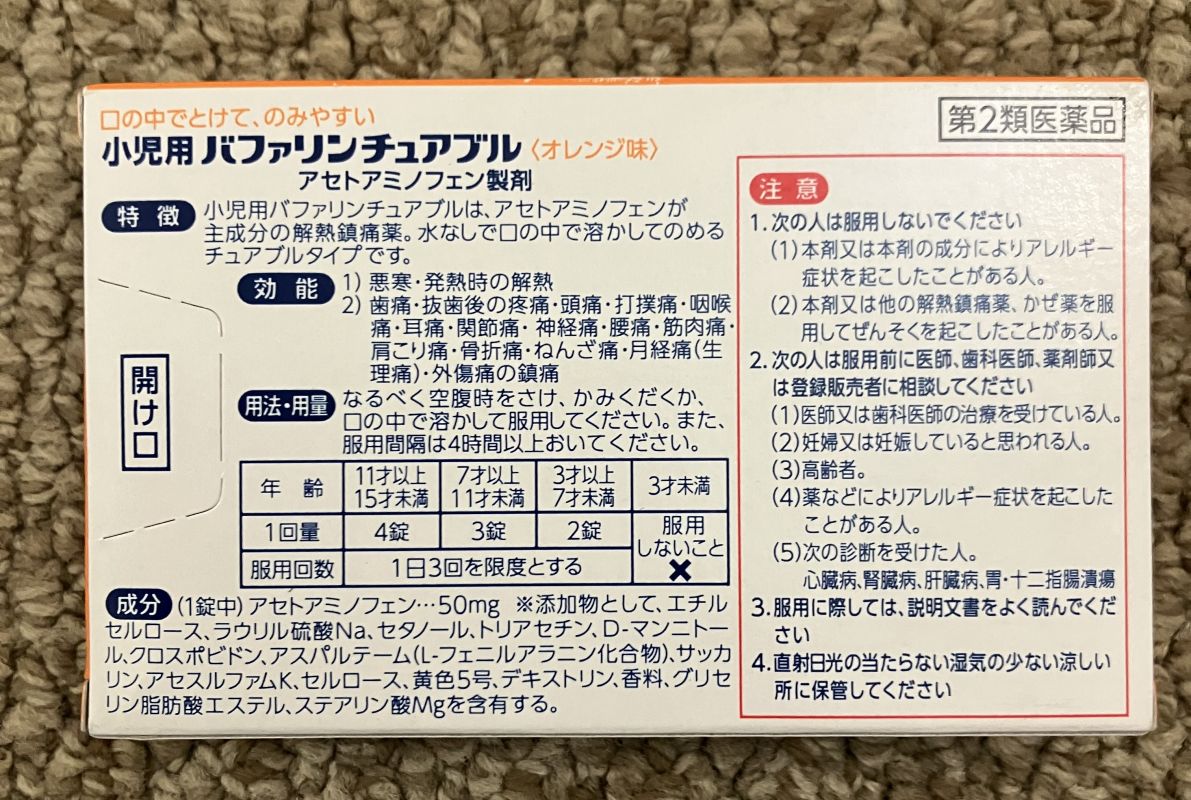 口の中でとけて、のみやすい
小児用 バファリンチュアブル〈オレンジ味〉
アセトアミノフェン製剤
特徴 小児用バファリンチュアブルは、アセトアミノフェンが
主成分の解熱鎮痛薬。水なしで口の中で溶かしてのめる
チュアブルタイプです。
効能 1) 悪寒・発熱時の解熱
2) 歯痛・抜歯後の疼痛・頭痛・打撲痛・咽喉
痛・耳痛・関節痛・神経痛・腰痛・筋肉痛・
肩こり痛・骨折痛・ねんざ痛・月経痛(生
理痛)・外傷痛の鎮痛
開け口
用法・用量 なるべく空腹時をさけ、かみくだくか、
口の中で溶かして服用してください。また、
服用間隔は4時間以上おいてください。
年齢 11才以上 15才未満 7才以上 11才未満 3才以上 7才未満 3才未満
1回量 4錠 3錠 2錠 服用しないこと ×
服用回数 1日3回を限度とする
成分 (1錠中) アセトアミノフェン…50mg ※添加物として、エチル
セルロース、ラウリル硫酸Na、セタノール、トリアセチン、D-マンニトー
ル、クロスポビドン、アスパルテーム(L-フェニルアラニン化合物)、サッカ
リン、アセスルファムK、セルロース、黄色5号、デキストリン、香料、グリセ
リン脂肪酸エステル、ステアリン酸Mgを含有する。
第2類医薬品
注意
1. 次の人は服用しないでください
(1) 本剤又は本剤の成分によりアレルギー
症状を起こしたことがある人。
(2) 本剤又は他の解熱鎮痛薬、かぜ薬を服
用してぜんそくを起こしたことがある人。
2. 次の人は服用前に医師、歯科医師、薬剤師又
は登録販売者に相談してください
(1) 医師又は歯科医師の治療を受けている人。
(2) 妊婦又は妊娠していると思われる人。
(3) 高齢者。
(4) 薬などによりアレルギー症状を起こした
ことがある人。
(5) 次の診断を受けた人。
心臓病、腎臓病、肝臓病、胃・十二指腸潰瘍
3. 服用に際しては、説明文書をよく読んでくだ
さい
4. 直射日光の当たらない湿気の少ない涼しい
所に保管してください